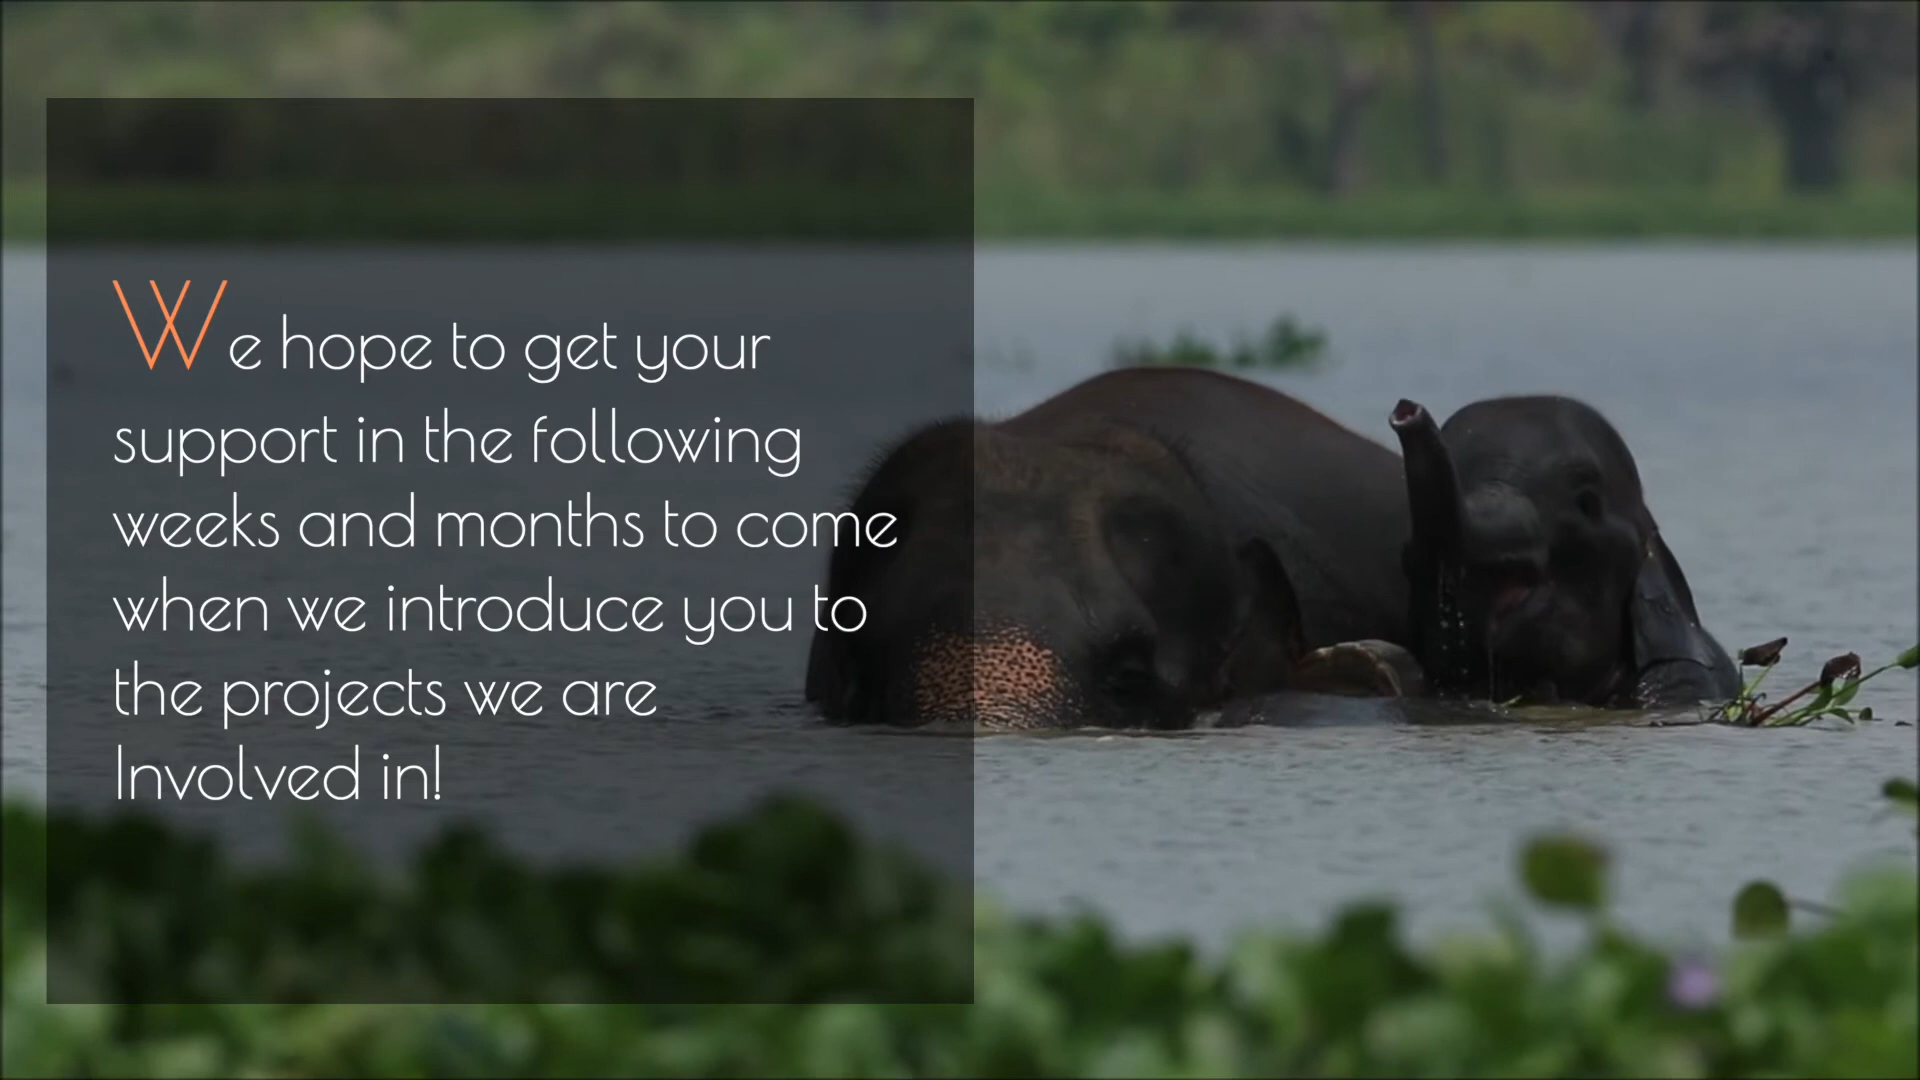 We hope to get your
support in the following
weeks and months to come
when we introduce you to
the projects we are
Involved in!